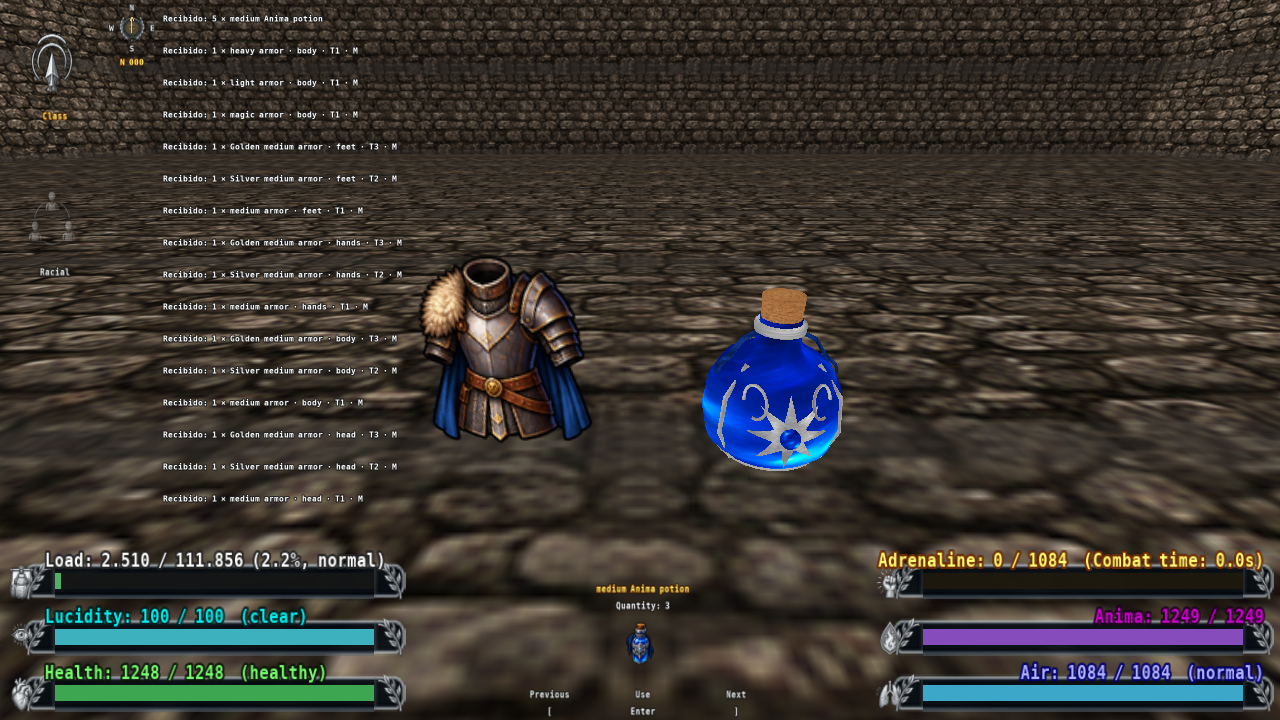 N
W E
S
N 000
Class
Racial
Recibido: 5 × medium Anima potion
Recibido: 1 × heavy armor · body · T1 · M
Recibido: 1 × light armor · body · T1 · M
Recibido: 1 × magic armor · body · T1 · M
Recibido: 1 × Golden medium armor · feet · T3 · M
Recibido: 1 × Silver medium armor · feet · T2 · M
Recibido: 1 × medium armor · feet · T1 · M
Recibido: 1 × Golden medium armor · hands · T3 · M
Recibido: 1 × Silver medium armor · hands · T2 · M
Recibido: 1 × medium armor · hands · T1 · M
Recibido: 1 × Golden medium armor · body · T3 · M
Recibido: 1 × Silver medium armor · body · T2 · M
Recibido: 1 × medium armor · body · T1 · M
Recibido: 1 × Golden medium armor · head · T3 · M
Recibido: 1 × Silver medium armor · head · T2 · M
Recibido: 1 × medium armor · head · T1 · M
Load: 2.510 / 111.856 (2.2%, normal)
Lucidity: 100 / 100 (clear)
Health: 1248 / 1248 (healthy)
medium Anima potion
Quantity: 3
Previous Use Next
[ Enter ]
Adrenaline: 0 / 1084 (Combat time: 0.0s)
Anima: 1249 / 1249
Air: 1084 / 1084 (normal)